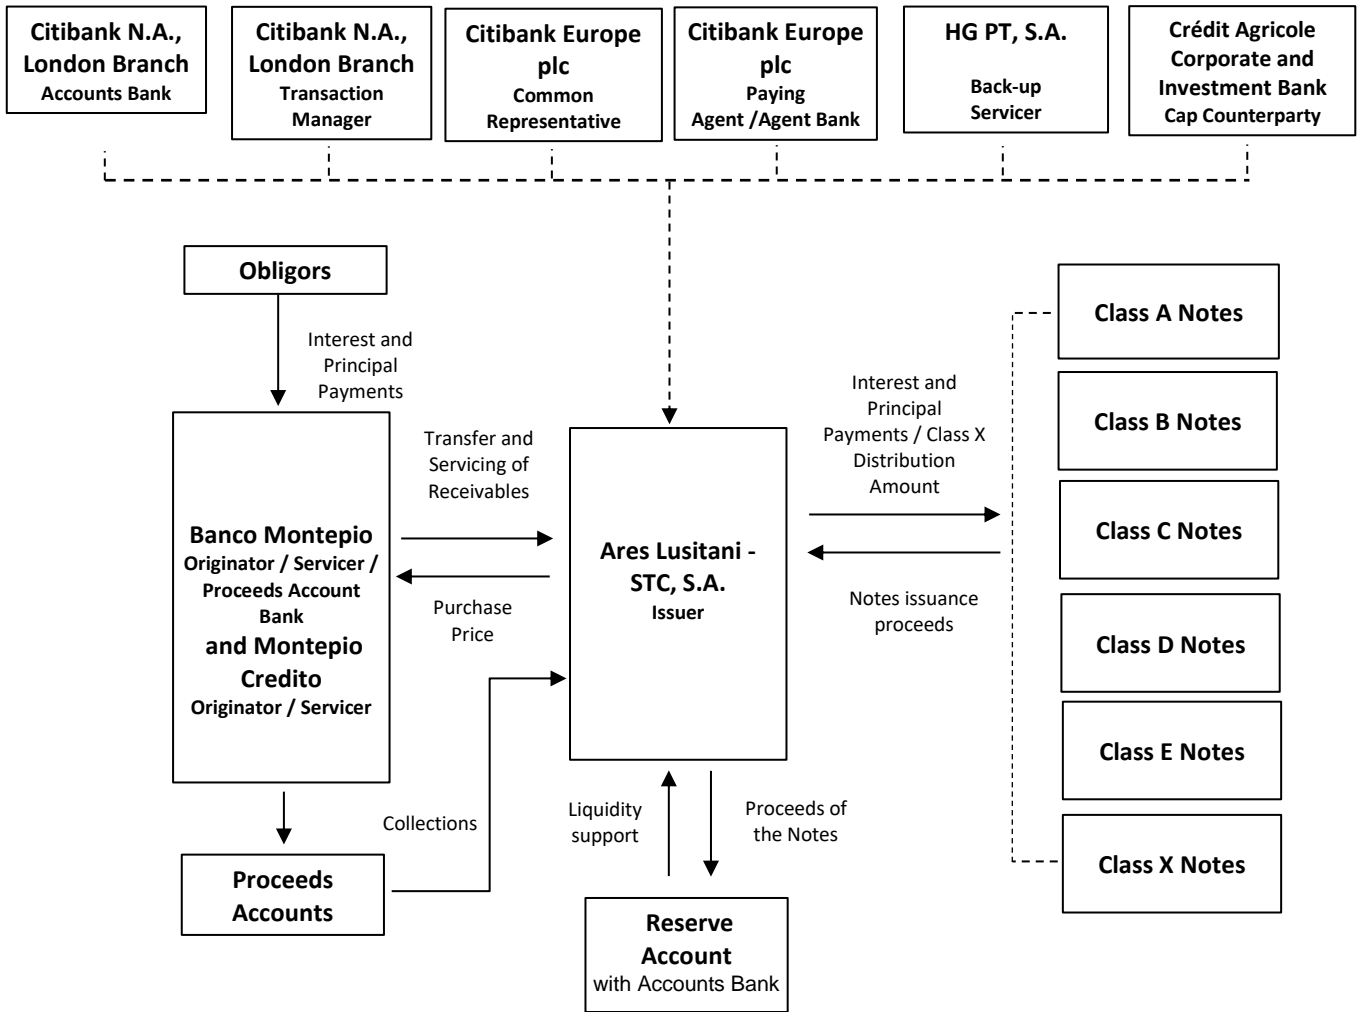 Citibank N.A.,
London Branch
Accounts Bank
Citibank N.A.,
London Branch
Transaction
Manager
Citibank Europe
plc
Common
Representative
Citibank Europe
plc
Paying
Agent /Agent Bank
HG PT, S.A.
Back-up
Servicer
Crédit Agricole
Corporate and
Investment Bank
Cap Counterparty
Obligors
Interest and
Principal
Payments
Banco Montepio
Originator / Servicer /
Proceeds Account
Bank
and Montepio
Credito
Originator / Servicer
Transfer and
Servicing of
Receivables
Purchase
Price
Ares Lusitani -
STC, S.A.
Issuer
Interest and
Principal
Payments / Class X
Distribution
Amount
Notes issuance
proceeds
Class A Notes
Class B Notes
Class C Notes
Class D Notes
Class E Notes
Class X Notes
Collections
Liquidity
support
Proceeds of
the Notes
Proceeds
Accounts
Reserve
Account
with Accounts Bank